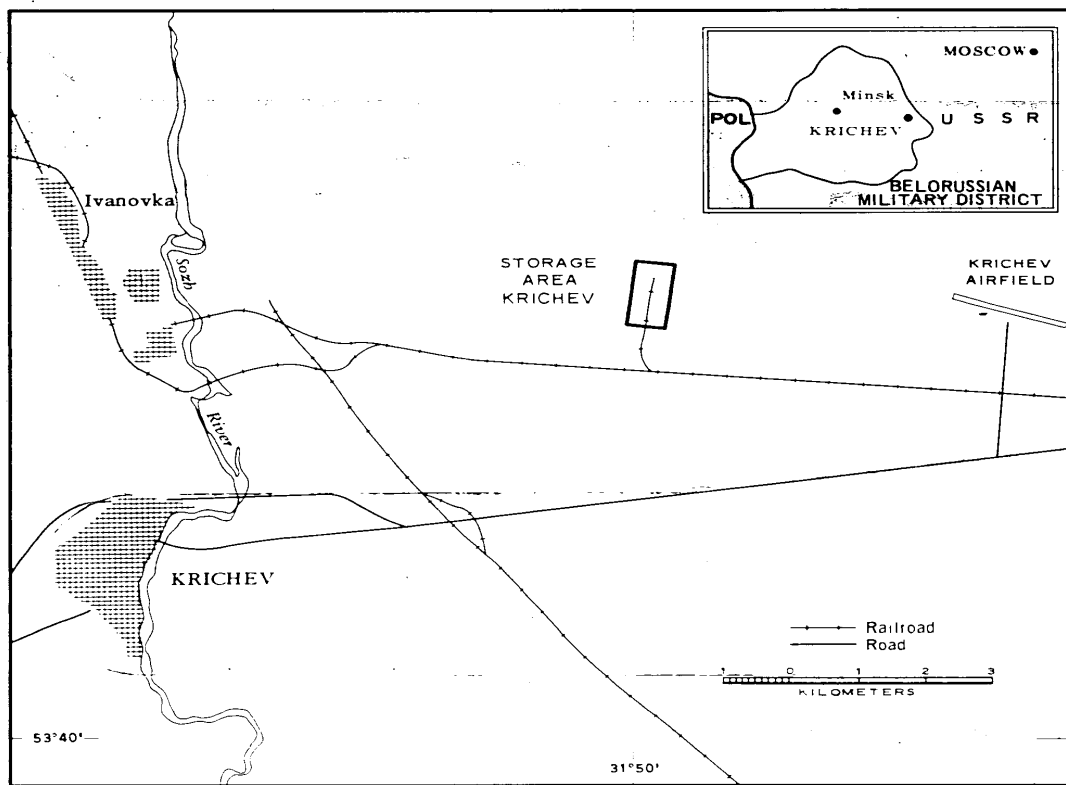 MOSCOW
Minsk
POL
KRICHEV
U S S R
BELORUSSIAN
MILITARY DISTRICT
Ivanovka
Sozh
River
STORAGE
AREA
KRICHEV
KRICHEV
AIRFIELD
KRICHEV
Railroad
Road
1 0 1 2 3
KILOMETERS
53°40'
31°50'